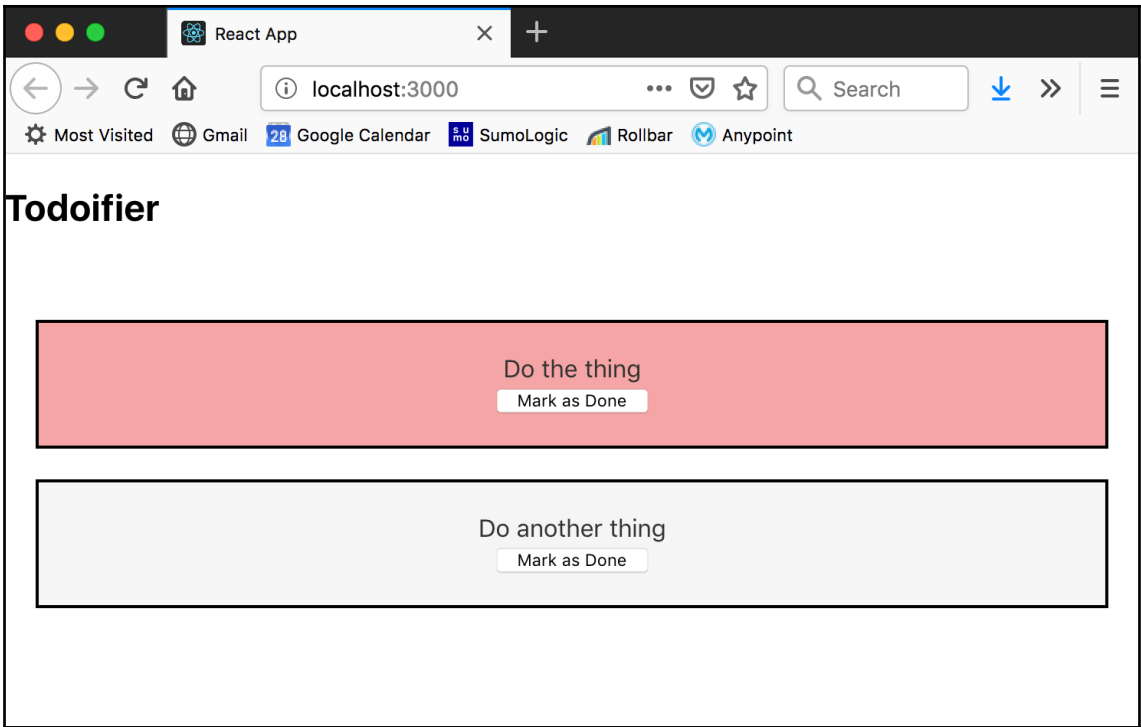 React App
localhost:3000
Search
Most Visited Gmail 28 Google Calendar SUMO SumoLogic Rollbar Anypoint
Todoifier
Do the thing
Mark as Done
Do another thing
Mark as Done